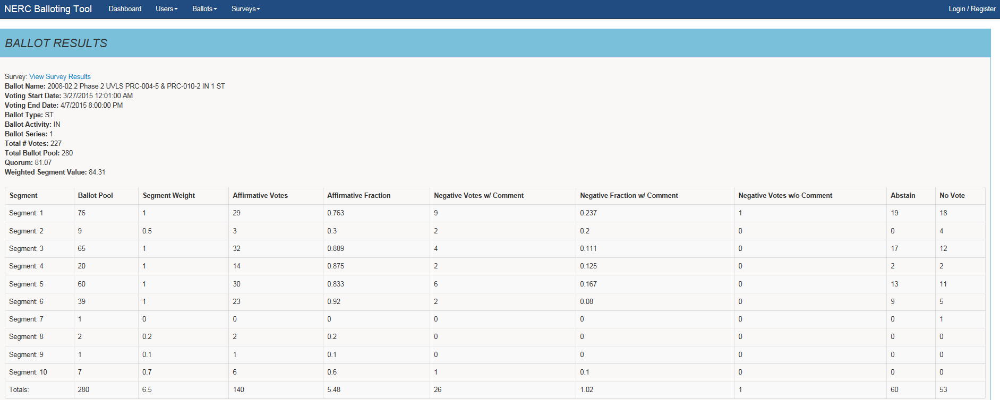 NERC Balloting Tool Dashboard Users Ballots Surveys Login / Register
BALLOT RESULTS
Survey: View Survey Results
Ballot Name: 2008-02.2 Phase 2 UVLS PRC-004-5 & PRC-010-2 IN 1 ST
Voting Start Date: 3/27/2015 12:01:00 AM
Voting End Date: 4/7/2015 8:00:00 PM
Ballot Type: ST
Ballot Activity: IN
Ballot Series: 1
Total # Votes: 227
Total Ballot Pool: 280
Quorum: 81.07
Weighted Segment Value: 84.31
Segment Ballot Pool Segment Weight Affirmative Votes Affirmative Fraction Negative Votes w/ Comment Negative Fraction w/ Comment Negative Votes w/o Comment Abstain No Vote
Segment: 1 76 1 29 0.763 9 0.237 1 19 18
Segment: 2 9 0.5 3 0.3 2 0.2 0 0 4
Segment: 3 65 1 32 0.889 4 0.111 0 17 12
Segment: 4 20 1 14 0.875 2 0.125 0 2 2
Segment: 5 60 1 30 0.833 6 0.167 0 13 11
Segment: 6 39 1 23 0.92 2 0.08 0 9 5
Segment: 7 1 0 0 0 0 0 0 0 1
Segment: 8 2 0.2 2 0.2 0 0 0 0 0
Segment: 9 1 0.1 1 0.1 0 0 0 0 0
Segment: 10 7 0.7 6 0.6 1 0.1 0 0 0
Totals: 280 6.5 140 5.48 26 1.02 1 60 53